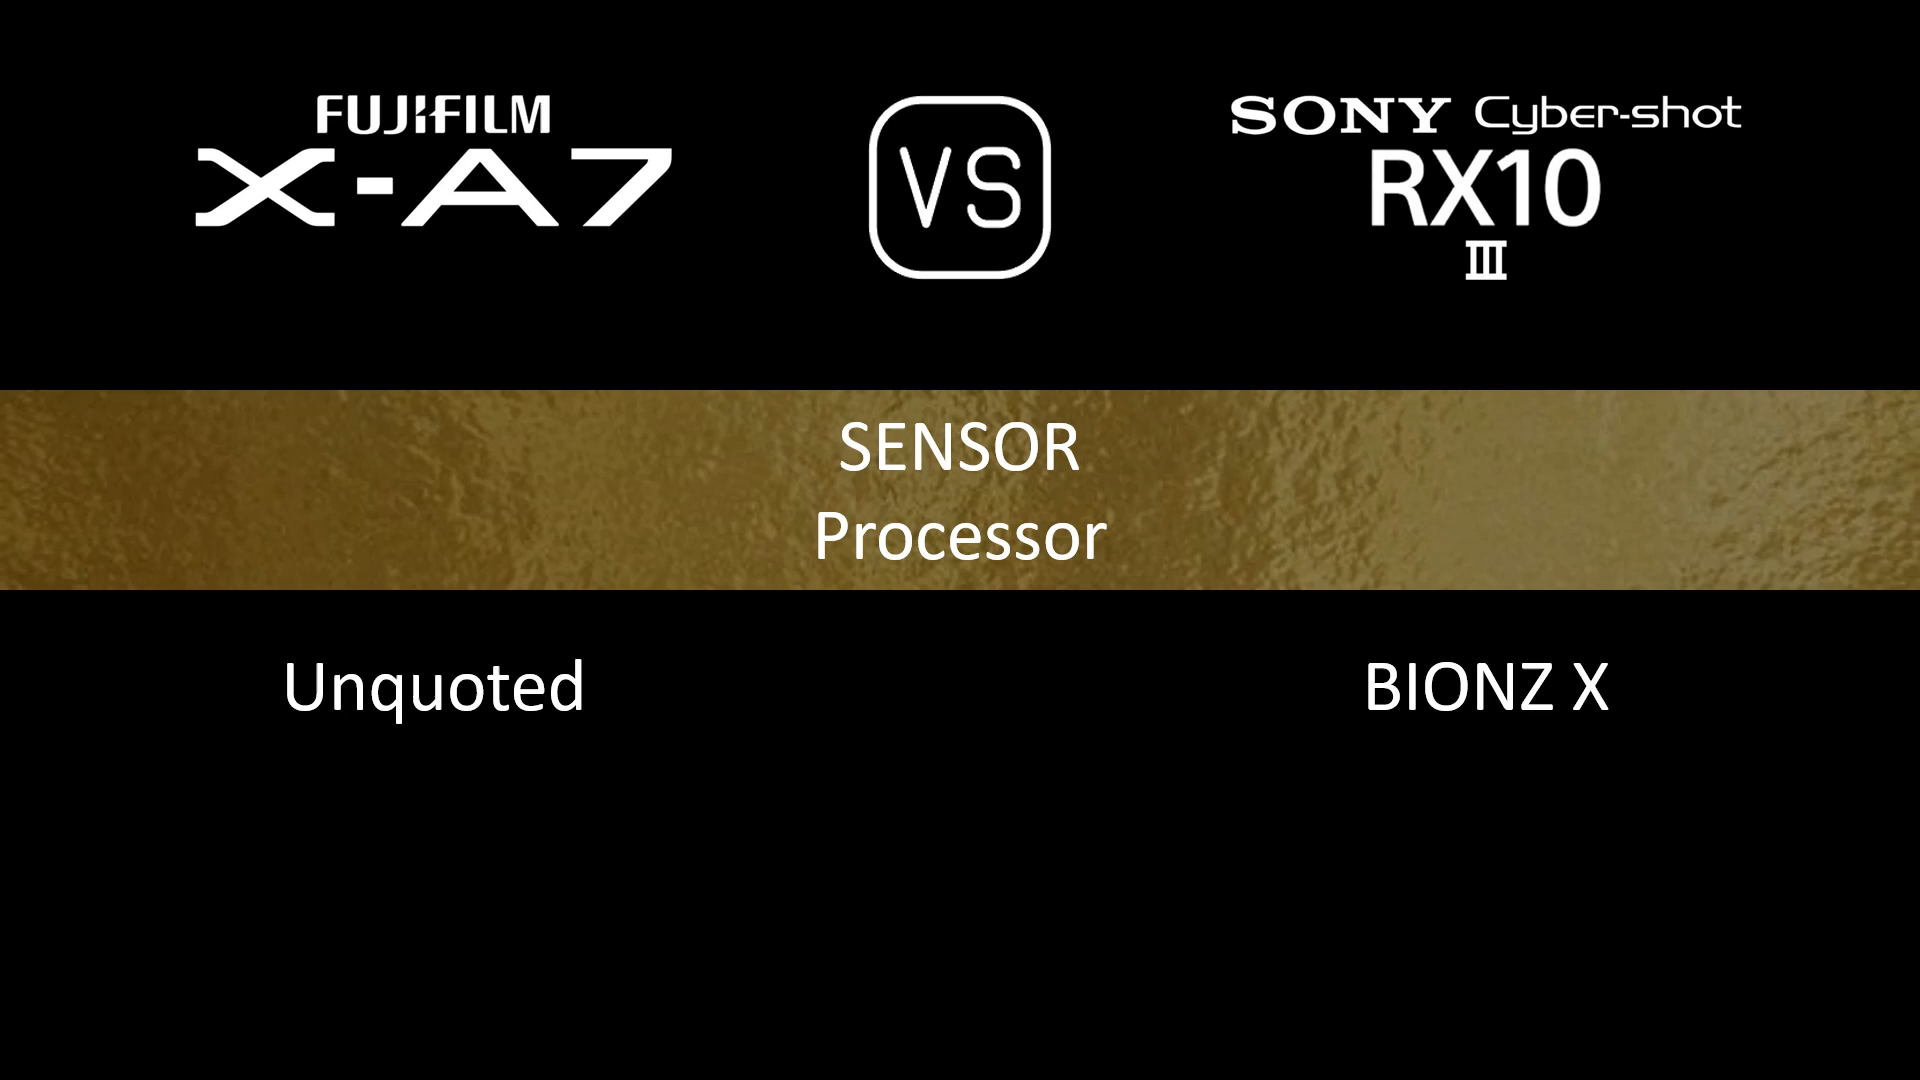 FUJIFILM
X-A7
VS
SONY Cyber-shot
RX10
III
SENSOR
Processor
Unquoted
BIONZ X